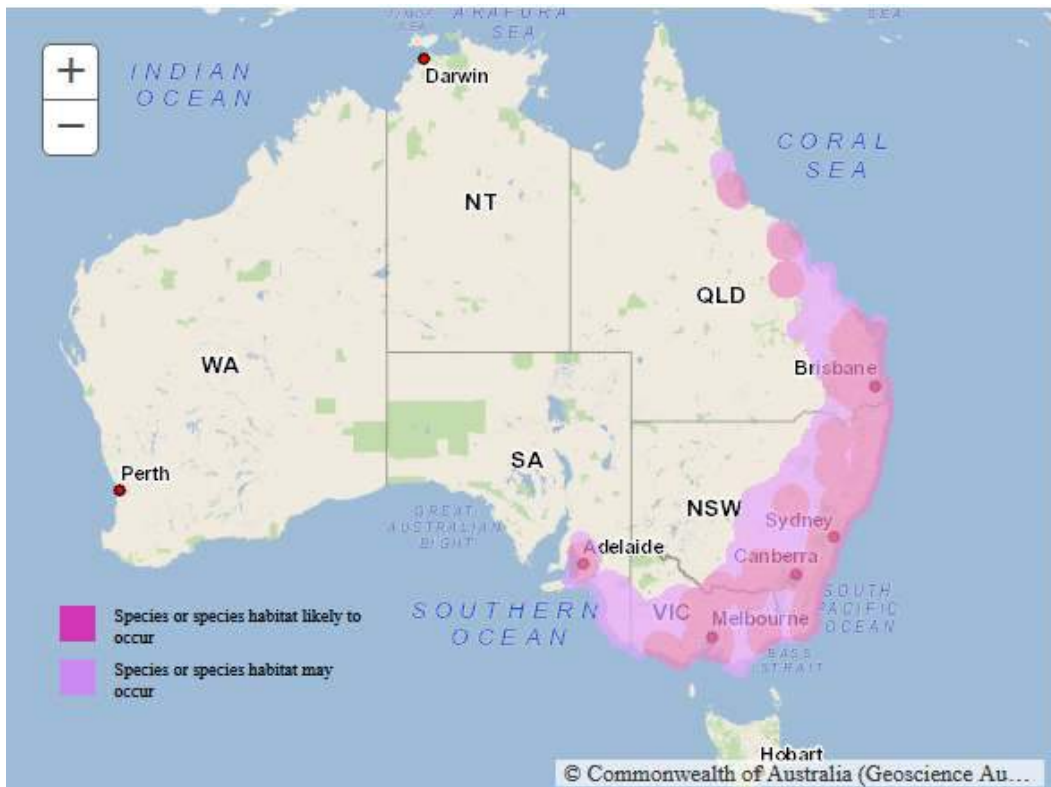 ARAFURA
SEA
SEA
+
−
INDIAN
OCEAN
Darwin
CORAL
SEA
NT
QLD
WA
Brisbane
SA
Perth
NSW
GREAT
AUSTRALIAN
BIGHT
Sydney
Adelaide
Canberra
SOUTHERN
OCEAN
VIC
Melbourne
SOUTH
PACIFIC
OCEAN
BASS
STRAIT
Species or species habitat likely to
occur
Species or species habitat may
occur
Hobart
© Commonwealth of Australia (Geoscience Au…